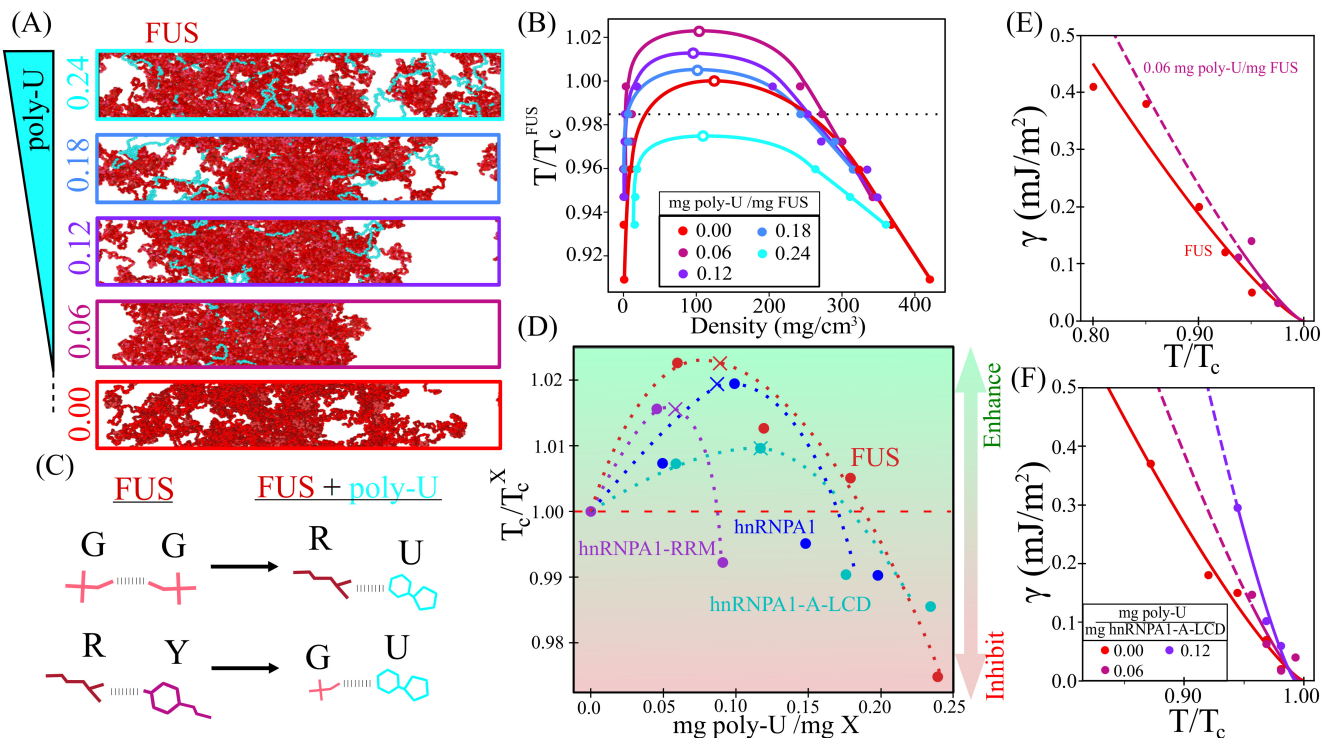 (A)
FUS
poly-U
0.24
0.18
0.12
0.06
0.00
(B)
T/T_c^FUS
1.02
1.00
0.98
0.96
0.94
0.92
mg poly-U /mg FUS
0.00
0.06
0.12
0.18
0.24
0
100
200
300
400
Density (mg/cm³)
(C)
FUS
FUS + poly-U
G
G
R
U
R
Y
G
U
(D)
T_c/T_c^X
1.02
1.01
1.00
0.99
0.98
FUS
hnRNPA1
hnRNPA1-RRM
hnRNPA1-A-LCD
0.0
0.05
0.10
0.15
0.20
0.25
mg poly-U /mg X
Enhance
Inhibit
(E)
γ (mJ/m²)
0.5
0.4
0.3
0.2
0.1
0.0
0.06 mg poly-U/mg FUS
FUS
0.80
0.90
1.00
T/T_c
(F)
γ (mJ/m²)
0.5
0.4
0.3
0.2
0.1
0.0
mg poly-U
mg hnRNPA1-A-LCD
0.00
0.06
0.12
0.90
1.00
T/T_c